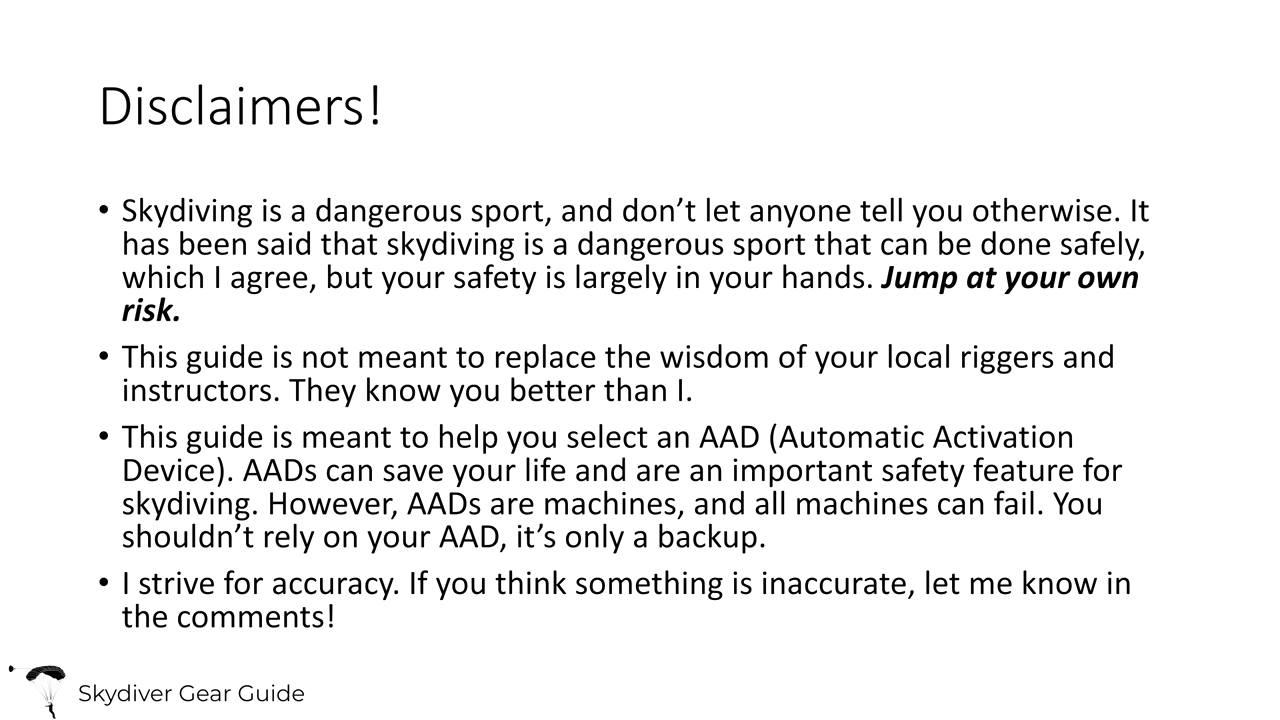 Disclaimers!
• Skydiving is a dangerous sport, and don’t let anyone tell you otherwise. It
has been said that skydiving is a dangerous sport that can be done safely,
which I agree, but your safety is largely in your hands. Jump at your own
risk.
• This guide is not meant to replace the wisdom of your local riggers and
instructors. They know you better than I.
• This guide is meant to help you select an AAD (Automatic Activation
Device). AADs can save your life and are an important safety feature for
skydiving. However, AADs are machines, and all machines can fail. You
shouldn’t rely on your AAD, it’s only a backup.
• I strive for accuracy. If you think something is inaccurate, let me know in
the comments!
Skydiver Gear Guide